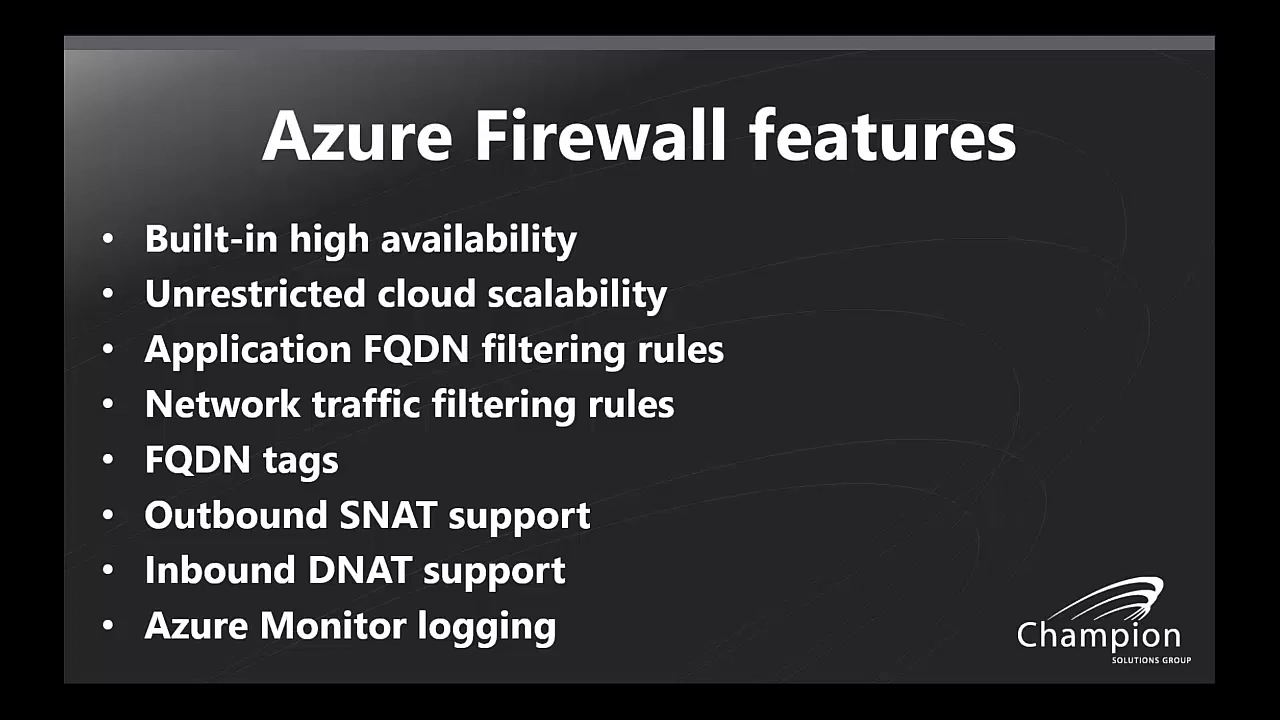 Azure Firewall features
• Built-in high availability
• Unrestricted cloud scalability
• Application FQDN filtering rules
• Network traffic filtering rules
• FQDN tags
• Outbound SNAT support
• Inbound DNAT support
• Azure Monitor logging
Champion
SOLUTIONS GROUP